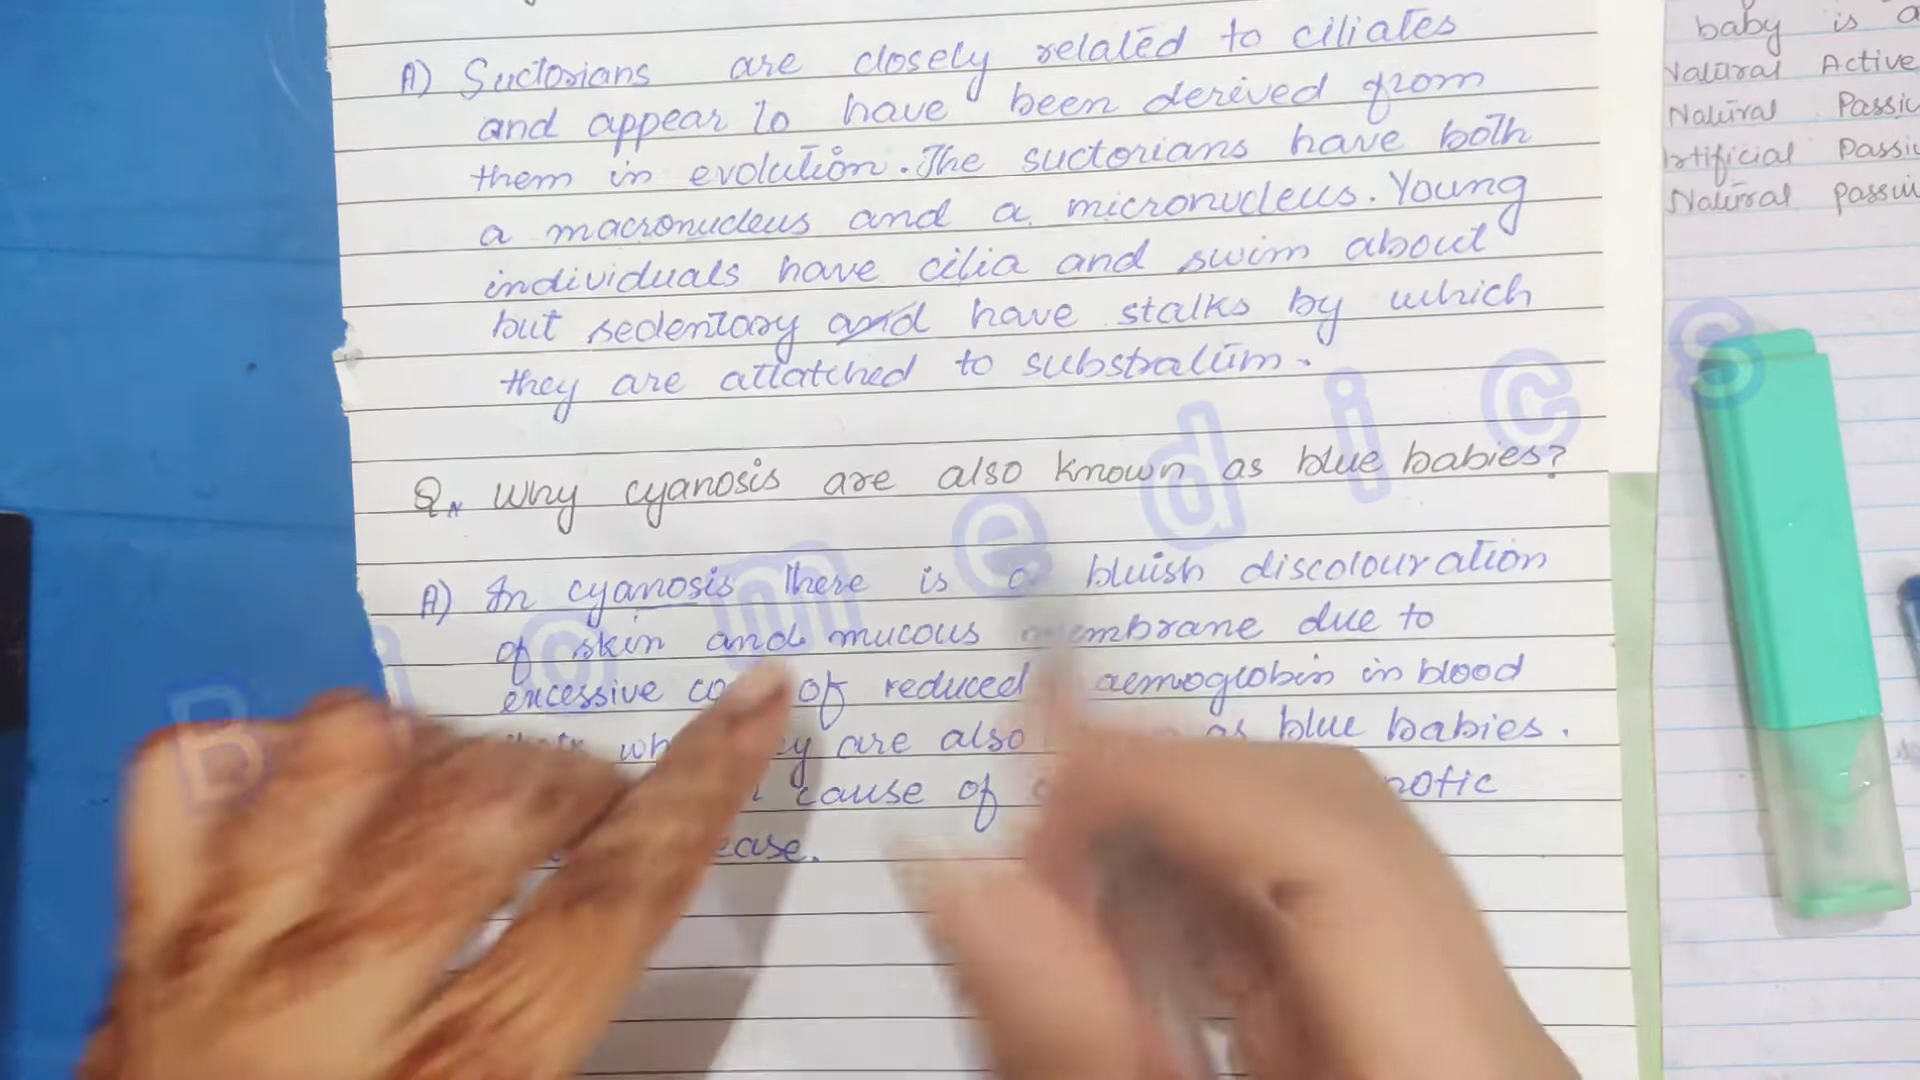 A) Suctorians are closely related to ciliates
and appear to have been derived from
them in evolution. The suctorians have both
a macronucleus and a micronucleus. Young
individuals have cilia and swim about
but sedentary and have stalks by which
they are attatched to substratum.
Q. Why cyanosis are also known as blue babies?
A) In cyanosis there is a bluish discolouration
of skin and mucous membrane due to
excessive of reduced haemoglobin in blood
are also as blue babies.
cause of
baby is a
Natural Active
Natural
Artificial
Natural
Biomedics